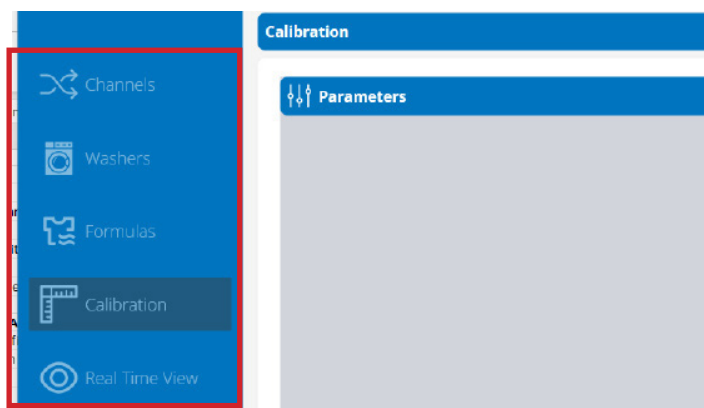 Calibration
Channels
Parameters
Washers
Formulas
Calibration
Real Time View